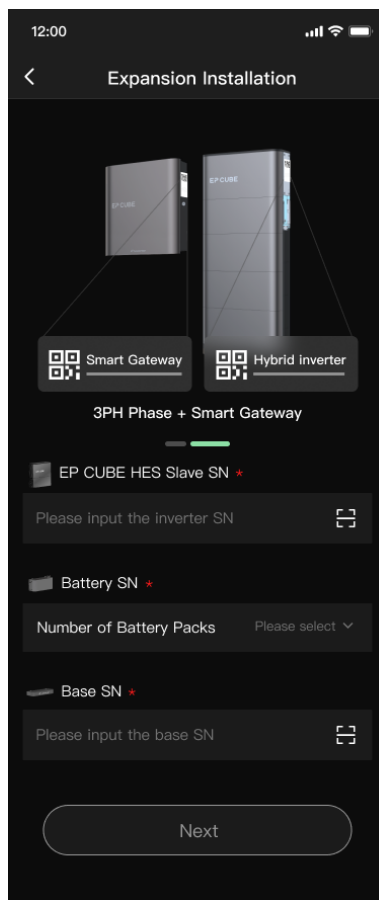 12:00
Expansion Installation
EP CUBE
EP CUBE
Smart Gateway
Hybrid inverter
3PH Phase + Smart Gateway
EP CUBE HES Slave SN *
Please input the inverter SN
Battery SN *
Number of Battery Packs Please select
Base SN *
Please input the base SN
Next